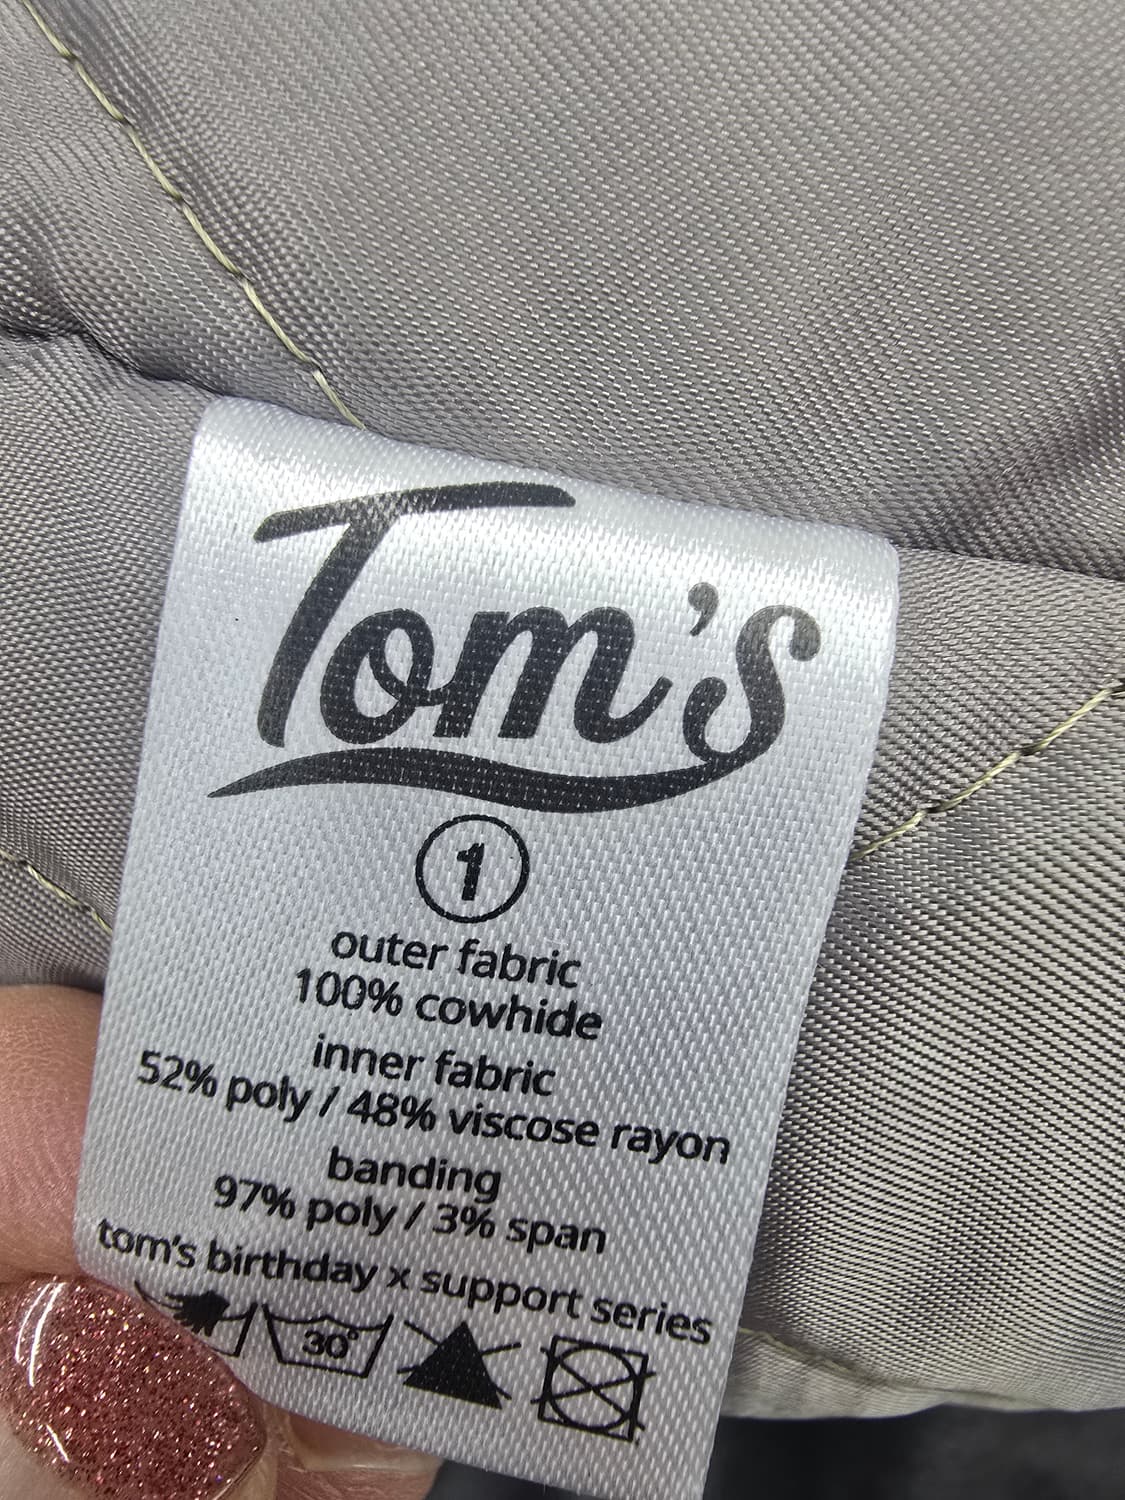 Tom's
1
outer fabric
100% cowhide
inner fabric
52% poly / 48% viscose rayon
banding
97% poly / 3% span
tom's birthday x support series
30°